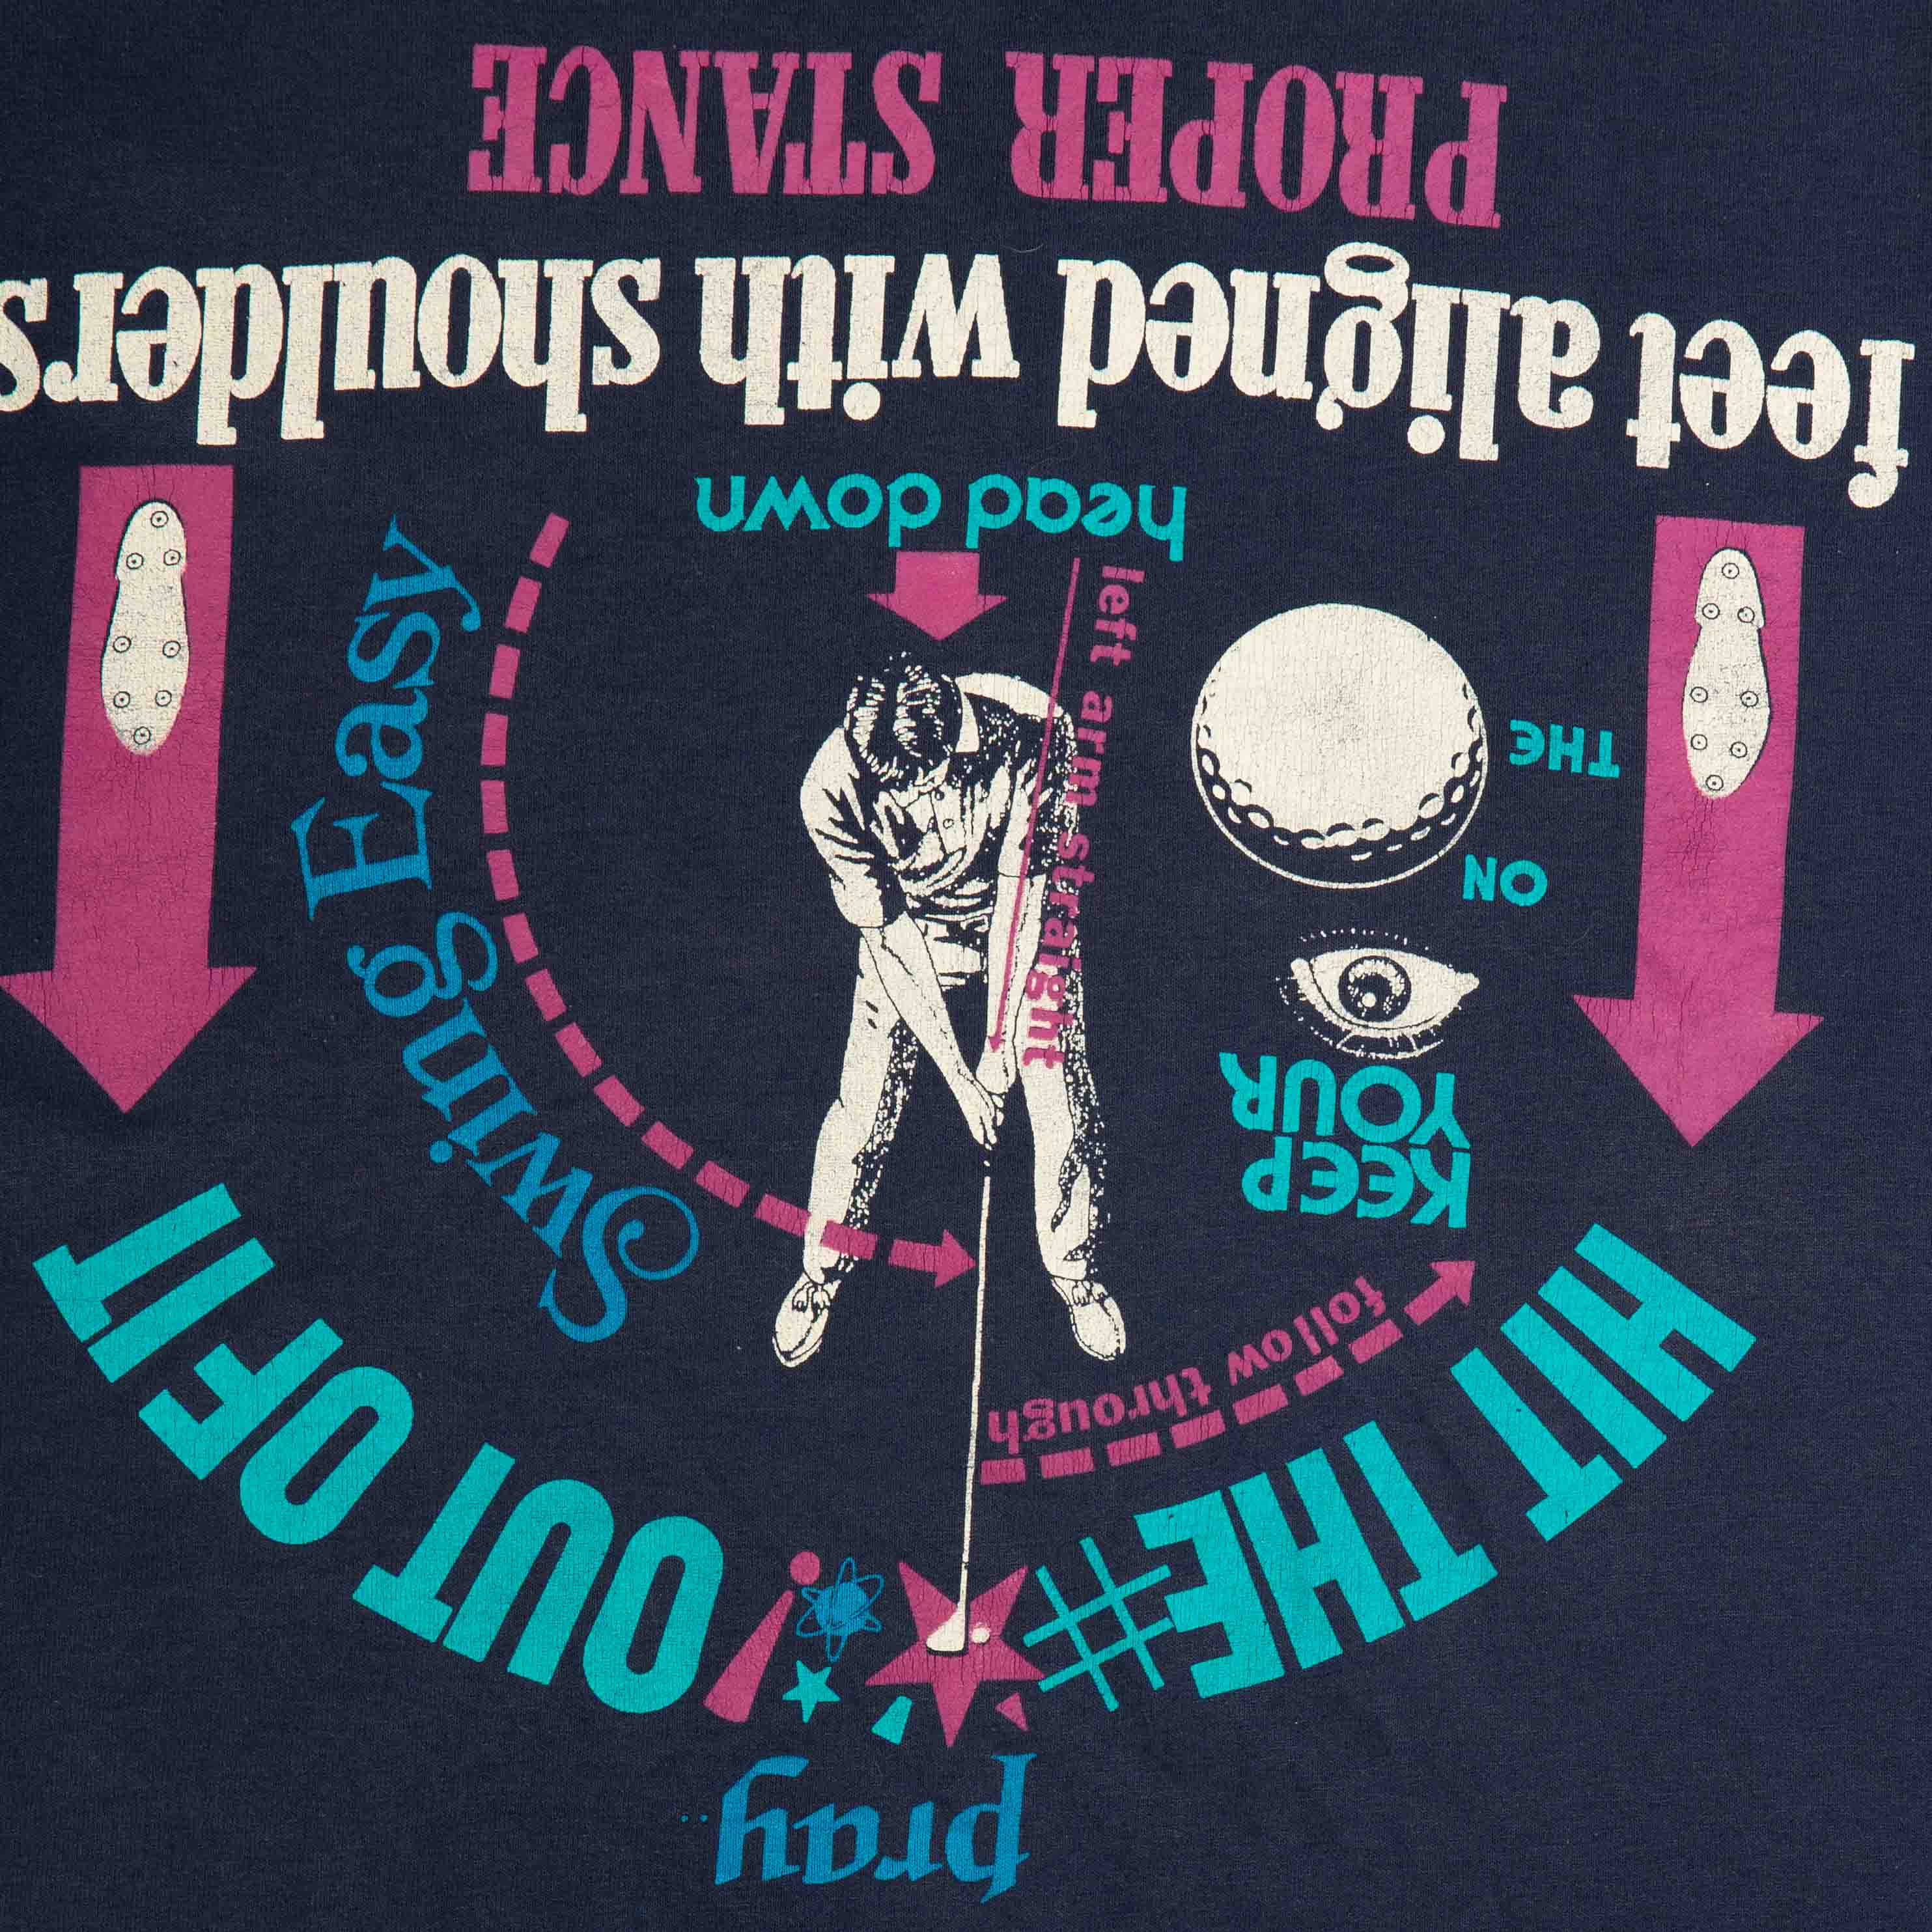 PROPER STANCE
feet aligned with shoulders
head down
left arm straight
KEEP
YOUR
ON
THE
Swing Easy
follow through
HIT THE # ! OUT OF IT
pray..